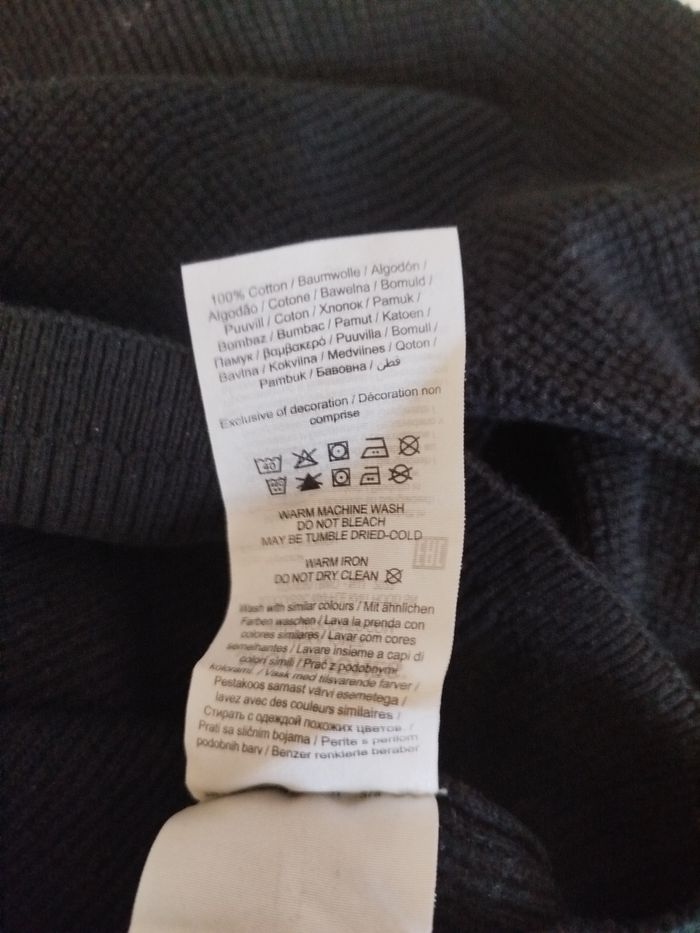 100% Cotton / Baumwolle / Algodón /
Algodão / Cotone / Bawełna / Bomuld /
Puuvill / Coton / Хлопок / Pamuk /
Bombaz / Bumbac / Pamut / Katoen /
Памук / βαμβακερό / Puuvilla / Bomull /
Bavlna / Kokvilna / Medvilnes / Qoton /
Pambuk / Бавовна / قطن
Exclusive of decoration / Décoration non
comprise
40
WARM MACHINE WASH
DO NOT BLEACH
MAY BE TUMBLE DRIED-COLD
WARM IRON
DO NOT DRY CLEAN
Wash with similar colours / Mit ähnlichen
Farben waschen / Lava la prenda con
colores similares / Lavar com cores
semelhantes / Lavare insieme a capi di
colori simili / Prać z podobnymi
kolorami / Vask med tilsvarende farver /
Pestakoos samast värvi esemetega /
lavez avec des couleurs similaires /
Стирать с одеждой похожих цветов /
Prati sa sličnim bojama / Perite s perilom
podobnih barv / Benzer renklerle beraber